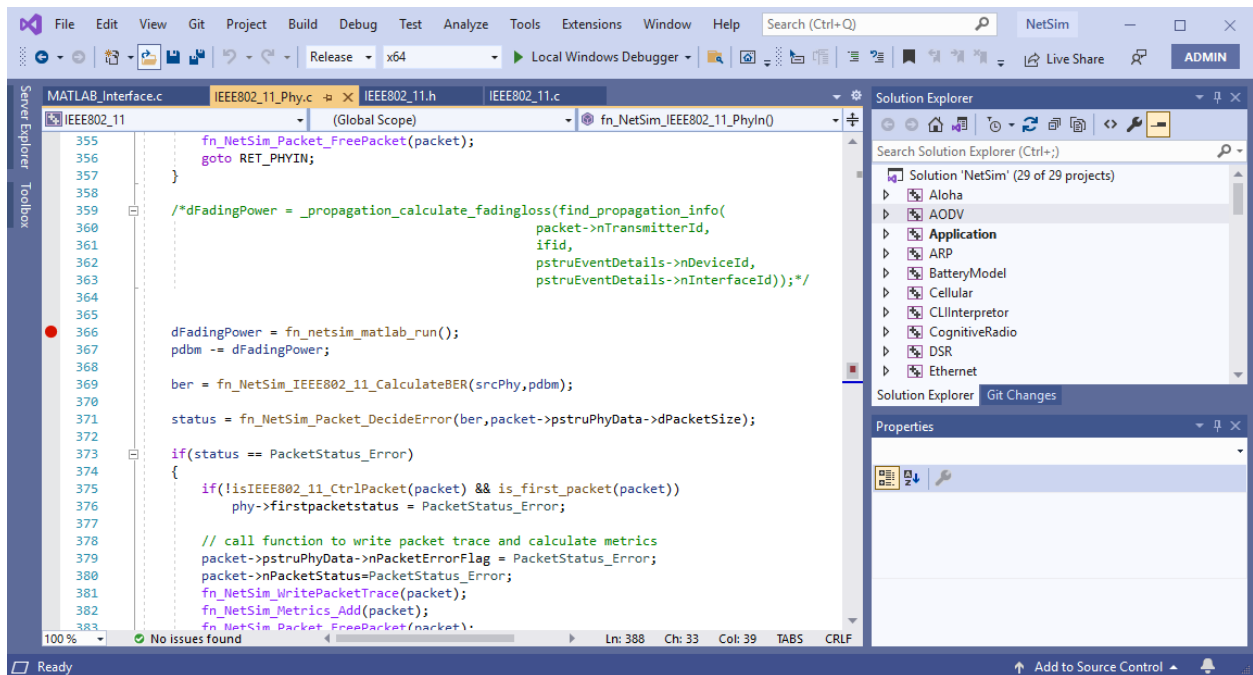 File Edit View Git Project Build Debug Test Analyze Tools Extensions Window Help Search (Ctrl+Q) NetSim
Release x64 Local Windows Debugger Live Share ADMIN
Server Explorer
Toolbox
MATLAB_Interface.c IEEE802_11_Phy.c IEEE802_11.h IEEE802_11.c
IEEE802_11 (Global Scope) fn_NetSim_IEEE802_11_PhyIn()
355 fn_NetSim_Packet_FreePacket(packet);
356 goto RET_PHYIN;
357 }
358
359 /*dFadingPower = _propagation_calculate_fadingloss(find_propagation_info(
360 packet->nTransmitterId,
361 ifid,
362 pstruEventDetails->nDeviceId,
363 pstruEventDetails->nInterfaceId));*/
364
365
366 dFadingPower = fn_netsim_matlab_run();
367 pdbm -= dFadingPower;
368
369 ber = fn_NetSim_IEEE802_11_CalculateBER(srcPhy,pdbm);
370
371 status = fn_NetSim_Packet_DecideError(ber,packet->pstruPhyData->dPacketSize);
372
373 if(status == PacketStatus_Error)
374 {
375 if(!isIEEE802_11_CtrlPacket(packet) && is_first_packet(packet))
376 phy->firstpacketstatus = PacketStatus_Error;
377
378 // call function to write packet trace and calculate metrics
379 packet->pstruPhyData->nPacketErrorFlag = PacketStatus_Error;
380 packet->nPacketStatus=PacketStatus_Error;
381 fn_NetSim_WritePacketTrace(packet);
382 fn_NetSim_Metrics_Add(packet);
383 fn_NetSim_Packet_FreePacket(packet);
100 % No issues found Ln: 388 Ch: 33 Col: 39 TABS CRLF
Solution Explorer
Search Solution Explorer (Ctrl+;)
Solution 'NetSim' (29 of 29 projects)
Aloha
AODV
Application
ARP
BatteryModel
Cellular
CLIInterpretor
CognitiveRadio
DSR
Ethernet
Solution Explorer Git Changes
Properties
Ready Add to Source Control